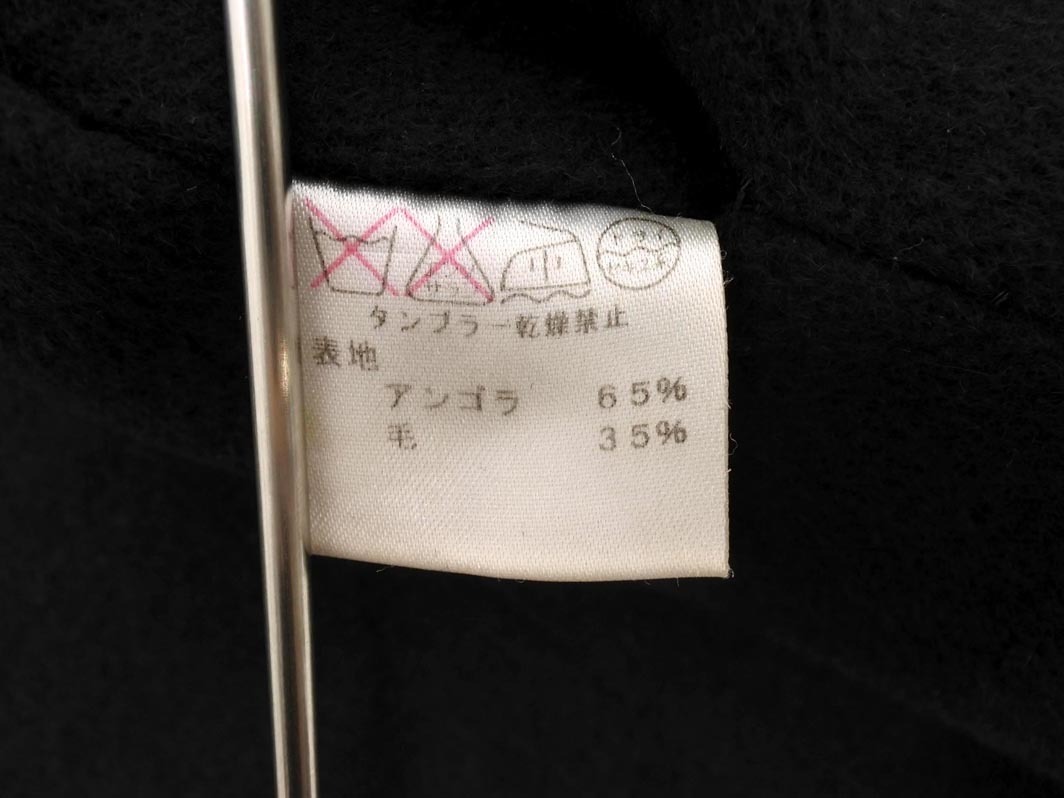 タンブラー乾燥禁止
表地
アンゴラ 65%
毛 35%